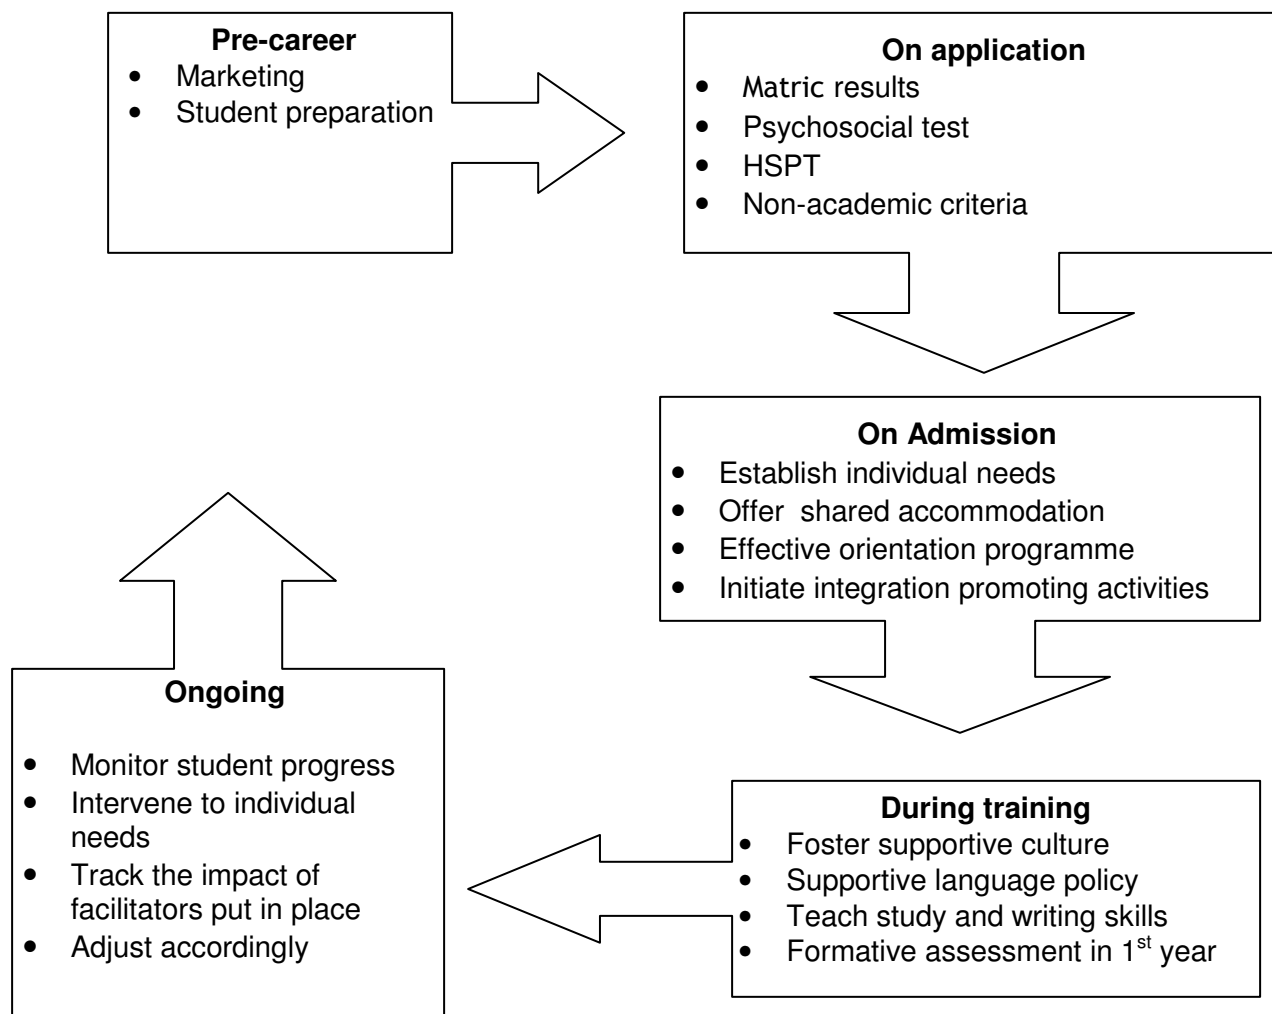 Pre-career
• Marketing
• Student preparation
On application
• Matric results
• Psychosocial test
• HSPT
• Non-academic criteria
On Admission
• Establish individual needs
• Offer shared accommodation
• Effective orientation programme
• Initiate integration promoting activities
During training
• Foster supportive culture
• Supportive language policy
• Teach study and writing skills
• Formative assessment in 1st year
Ongoing
• Monitor student progress
• Intervene to individual
needs
• Track the impact of
facilitators put in place
• Adjust accordingly